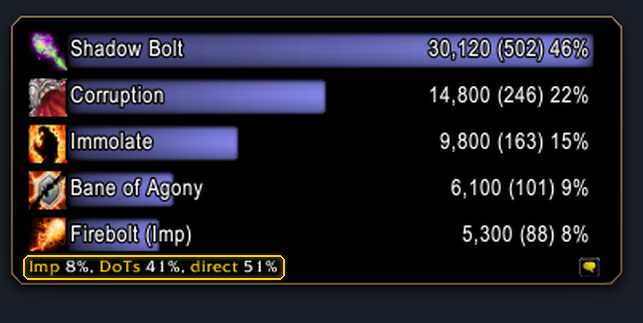 Shadow Bolt 30,120 (502) 46%
Corruption 14,800 (246) 22%
Immolate 9,800 (163) 15%
Bane of Agony 6,100 (101) 9%
Firebolt (Imp) 5,300 (88) 8%
Imp 8%, DoTs 41%, direct 51%